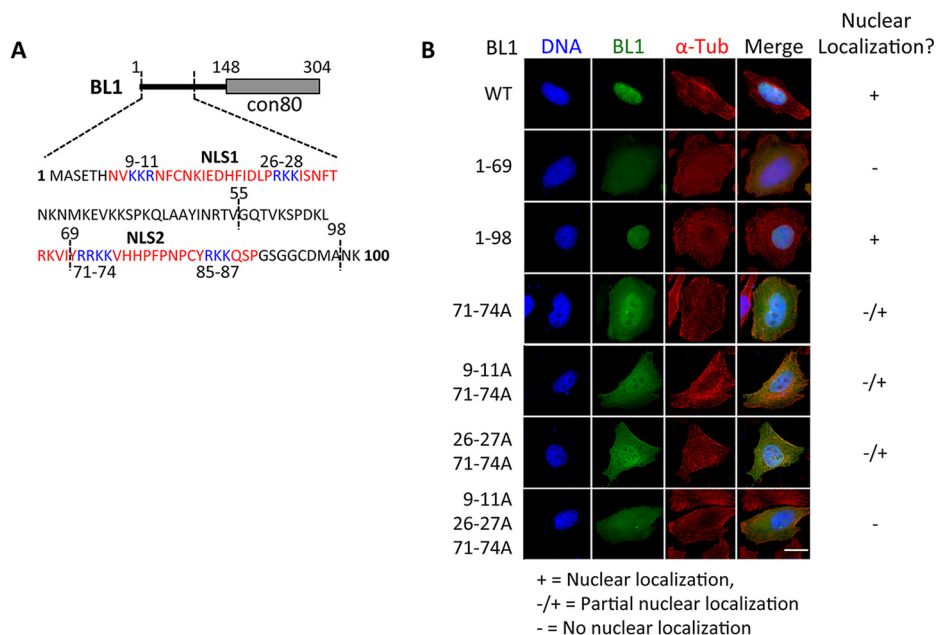 A
1 148 304
BL1
con80
9-11 NLS1 26-28
1 MASETHNVKKRNFCNKIEDHFIDLPRKKISNFT
55
NKNMKEVKKSPKQLAAYINRTVGQTVKSPDKL
69 NLS2 98
RKVIYRRKKVHHPFPNPCYRKKQSPGSGGCDMANK 100
71-74 85-87
B
BL1 DNA BL1 α-Tub Merge Nuclear Localization?
WT +
1-69 -
1-98 +
71-74A -/+
9-11A
71-74A -/+
26-27A
71-74A -/+
9-11A
26-27A
71-74A -
+ = Nuclear localization,
-/+ = Partial nuclear localization
- = No nuclear localization